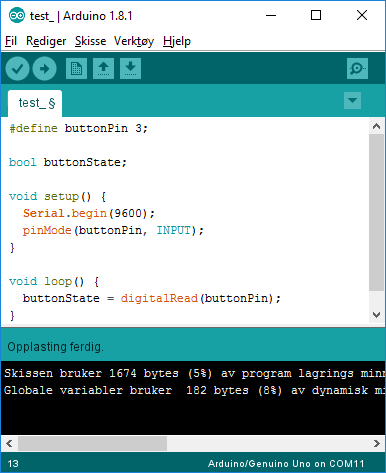 test_ | Arduino 1.8.1
Fil Rediger Skisse Verktøy Hjelp
test_ §
#define buttonPin 3;
bool buttonState;
void setup() {
  Serial.begin(9600);
  pinMode(buttonPin, INPUT);
}
void loop() {
  buttonState = digitalRead(buttonPin);
}
Opplasting ferdig.
Skissen bruker 1674 bytes (5%) av program lagrings
Globale variabler bruker  182 bytes (8%) av dynamisk
13
Arduino/Genuino Uno on COM11